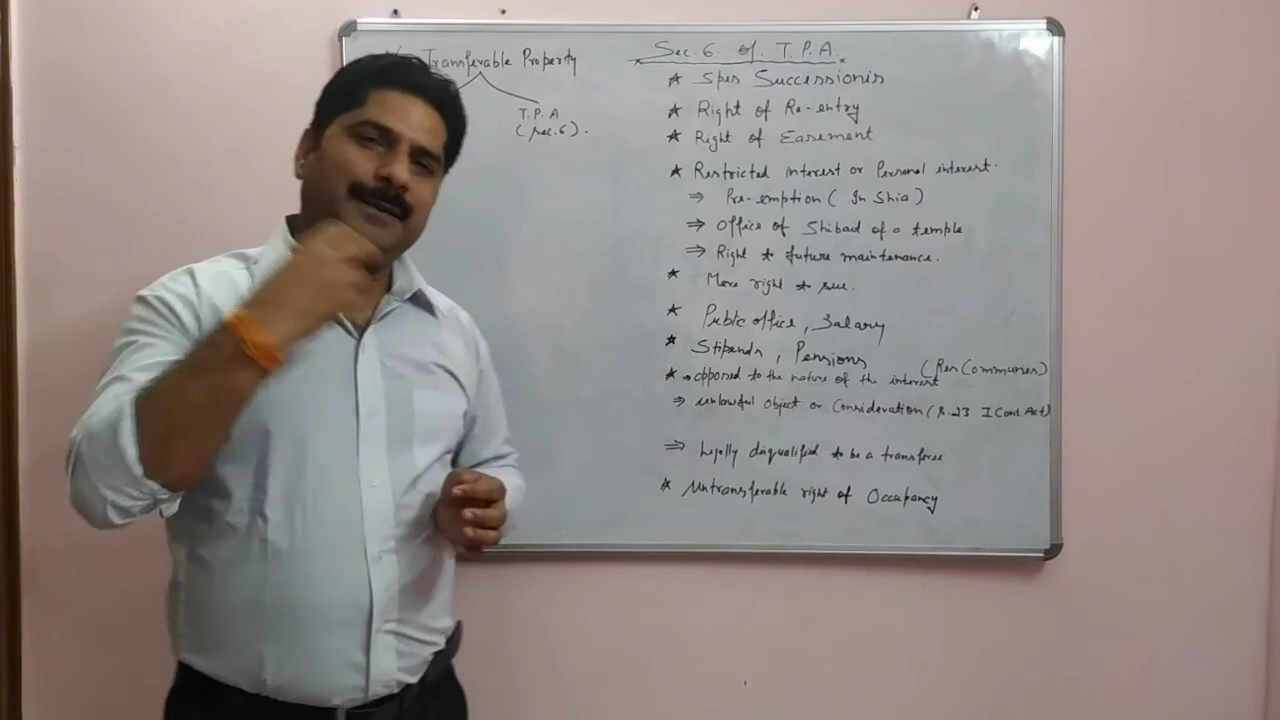 Transferable Property
T.P.A
(Sec.6).
Sec. 6. of T.P.A.
* Spes Successionis
* Right of Re-entry
* Right of Easement
* Restricted interest or Personal interest.
⇒ Pre-emption ( In Shia )
⇒ Office of Shibad of a temple
⇒ Right to future maintenance.
* Mere right to sue.
* Public office, Salary
* Stipends, Pensions
(Res Communes)
* → opposed to the nature of the interest
⇒ unlawful object or Consideration (s.23 I Cont. Act)
⇒ Legally disqualified to be a transferee
* Untransferable right of Occupancy